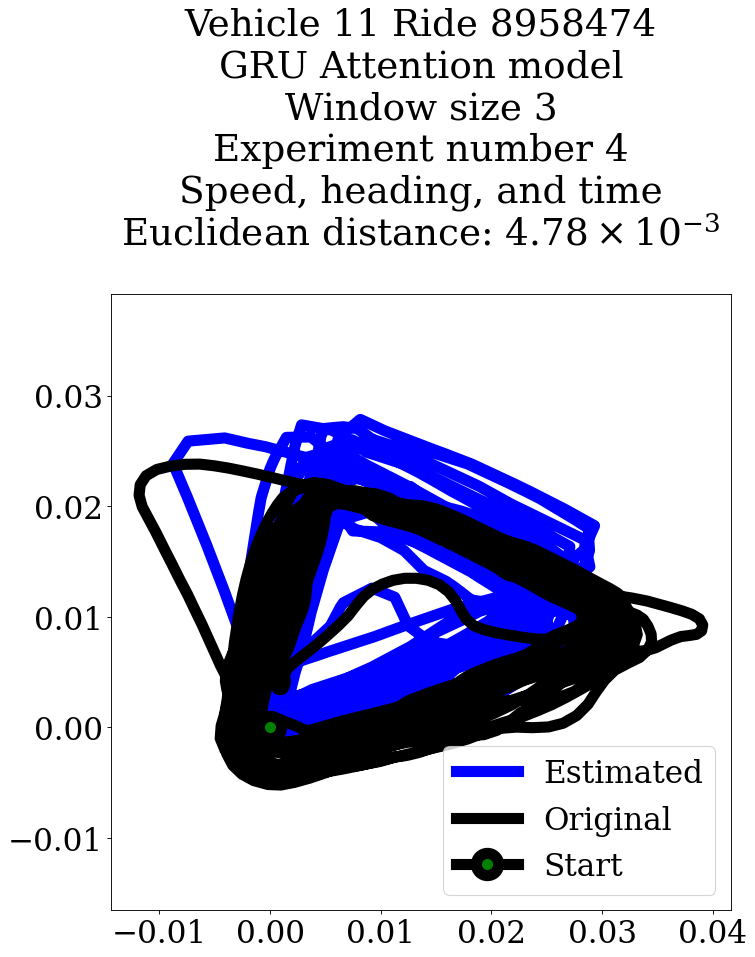 Vehicle 11 Ride 8958474
GRU Attention model
Window size 3
Experiment number 4
Speed, heading, and time
Euclidean distance: 4.78 × 10⁻³
0.03
0.02
0.01
0.00
−0.01
Estimated
Original
Start
−0.01 0.00 0.01 0.02 0.03 0.04